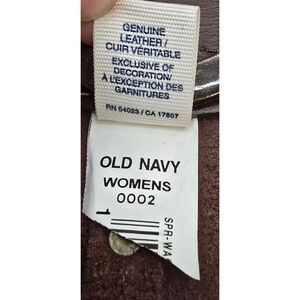 GENUINE
LEATHER /
CUIR VÉRITABLE
EXCLUSIVE OF
DECORATION/
À L'EXCEPTION DES
GARNITURES
RN 54023 / CA 17897
OLD NAVY
WOMENS
0002
1
SPR-WA